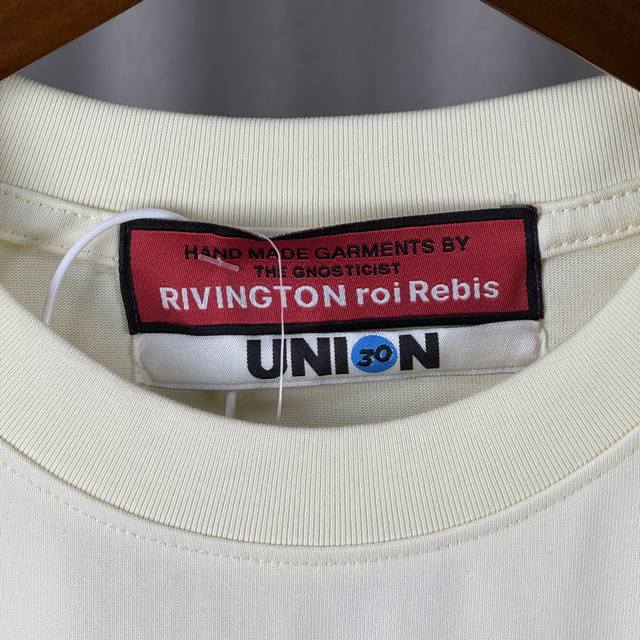 HAND MADE GARMENTS BY
THE GNOSTICIST
RIVINGTON roi Rebis
UNION
30